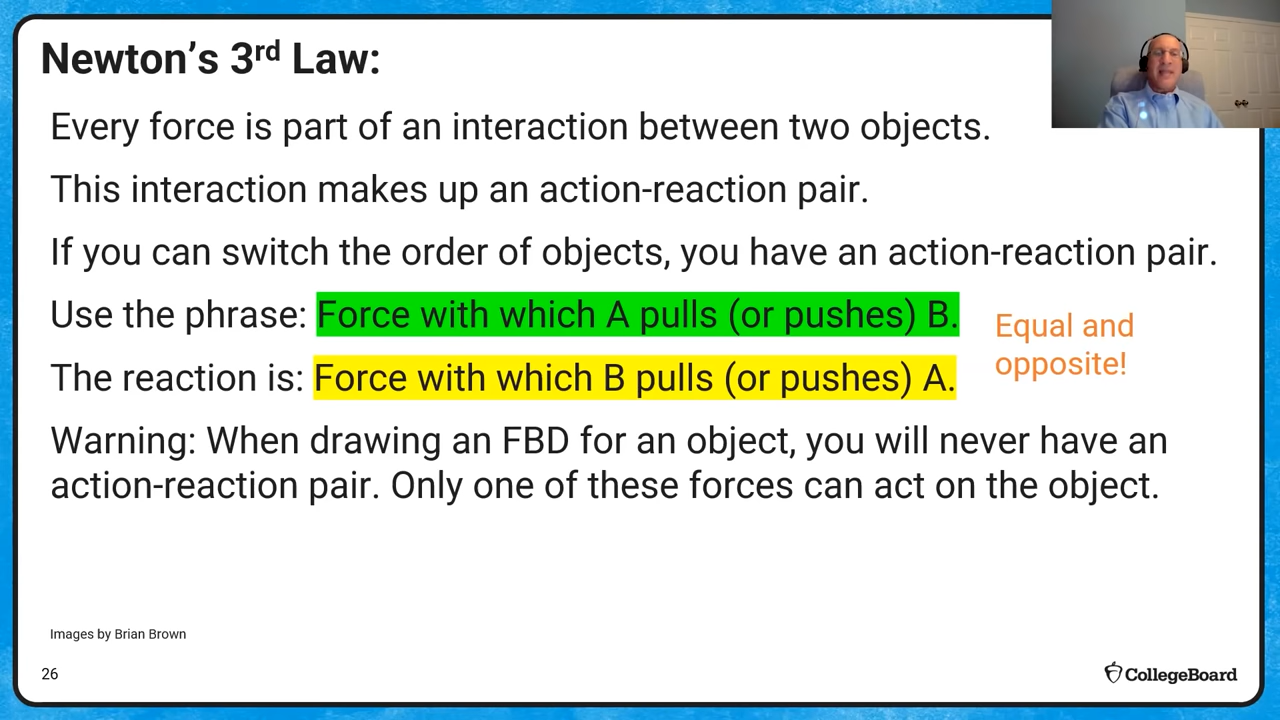 Newton's 3rd Law:
Every force is part of an interaction between two objects.
This interaction makes up an action-reaction pair.
If you can switch the order of objects, you have an action-reaction pair.
Use the phrase: Force with which A pulls (or pushes) B.
The reaction is: Force with which B pulls (or pushes) A.
Equal and
opposite!
Warning: When drawing an FBD for an object, you will never have an
action-reaction pair. Only one of these forces can act on the object.
Images by Brian Brown
26
CollegeBoard